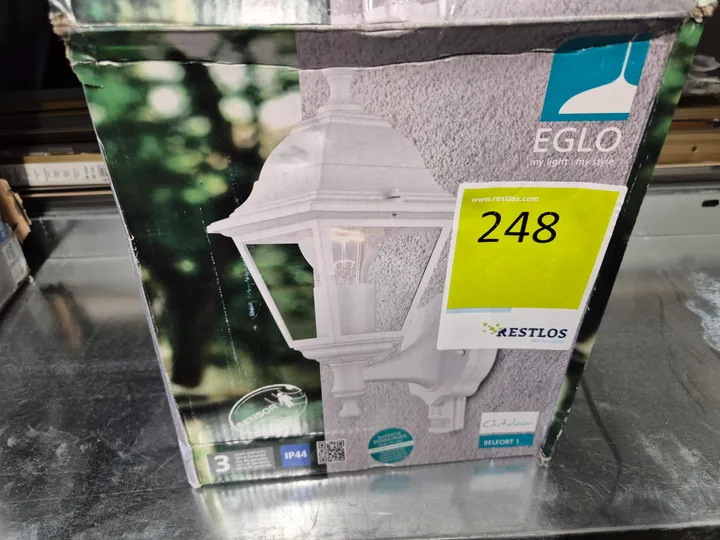 EGLO
my light | my style
www.restlos.com
248
RESTLOS
SENSOR
Outdoor
BELFORT 1
3
IP44